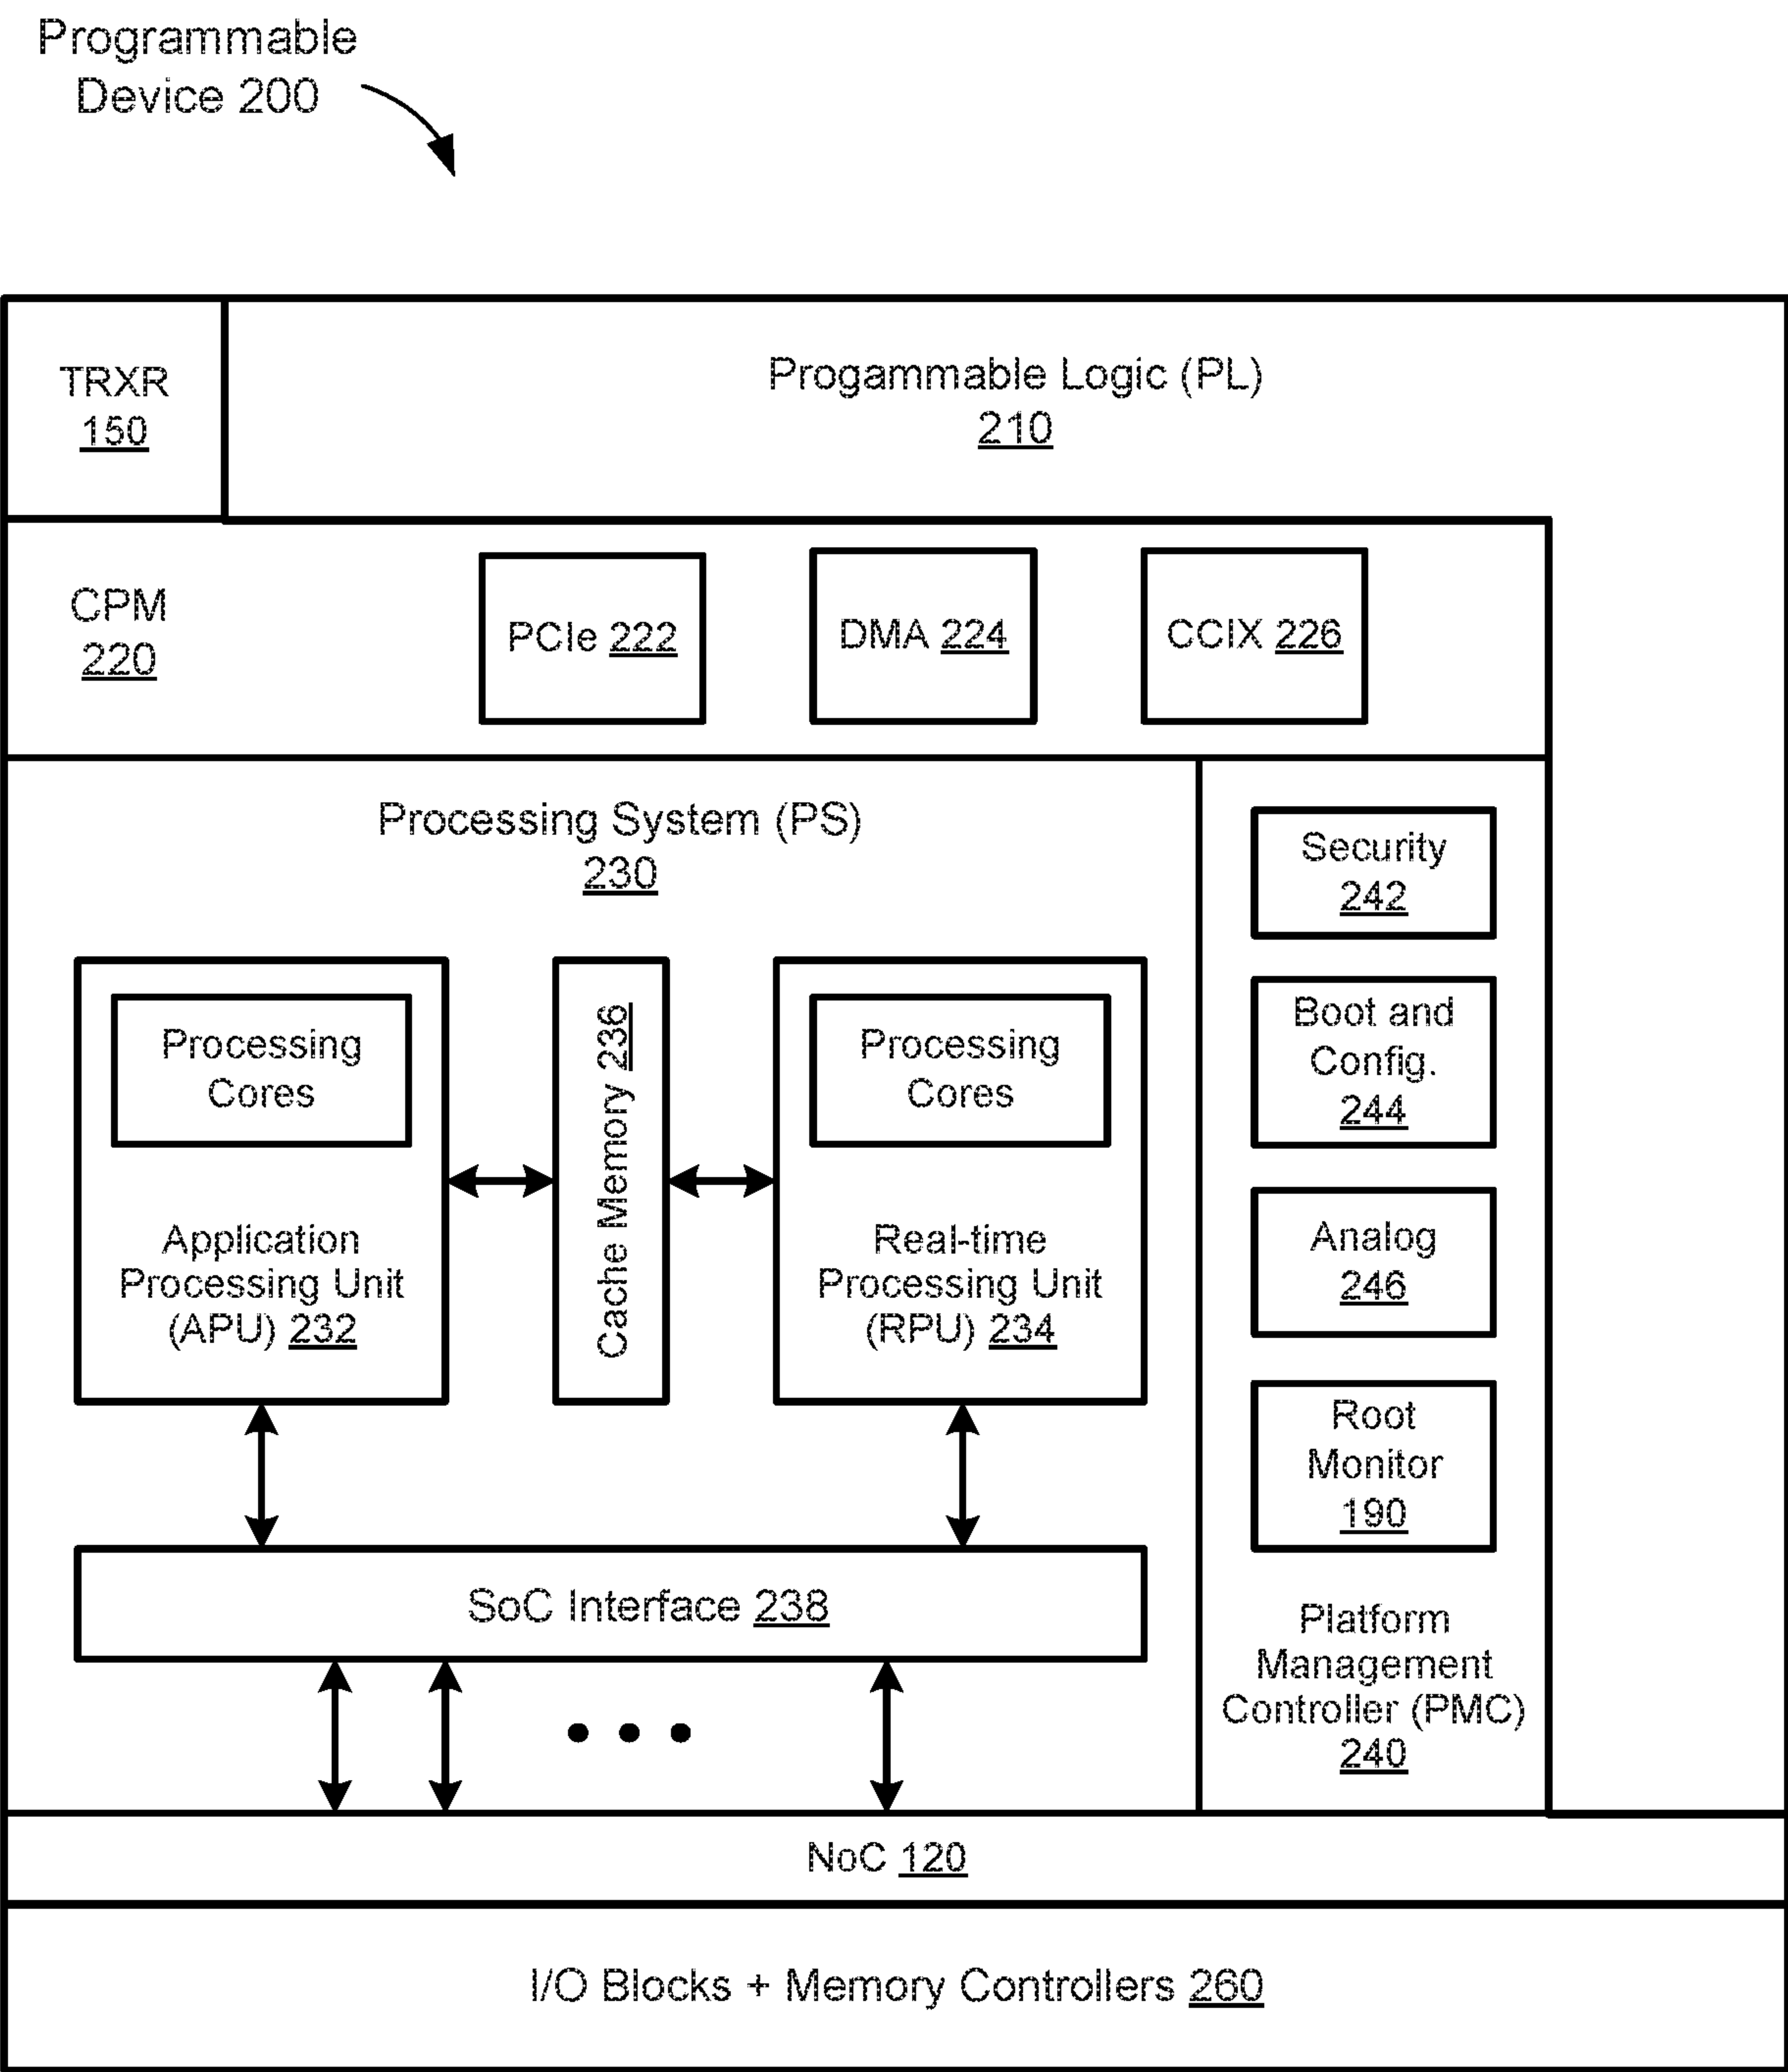 Programmable
Device 200
TRXR
150
Progammable Logic (PL)
210
CPM
220
PCIe 222
DMA 224
CCIX 226
Processing System (PS)
230
Processing
Cores
Application
Processing Unit
(APU) 232
Cache Memory 236
Processing
Cores
Real-time
Processing Unit
(RPU) 234
SoC Interface 238
Security
242
Boot and
Config.
244
Analog
246
Root
Monitor
190
Platform
Management
Controller (PMC)
240
NoC 120
I/O Blocks + Memory Controllers 260